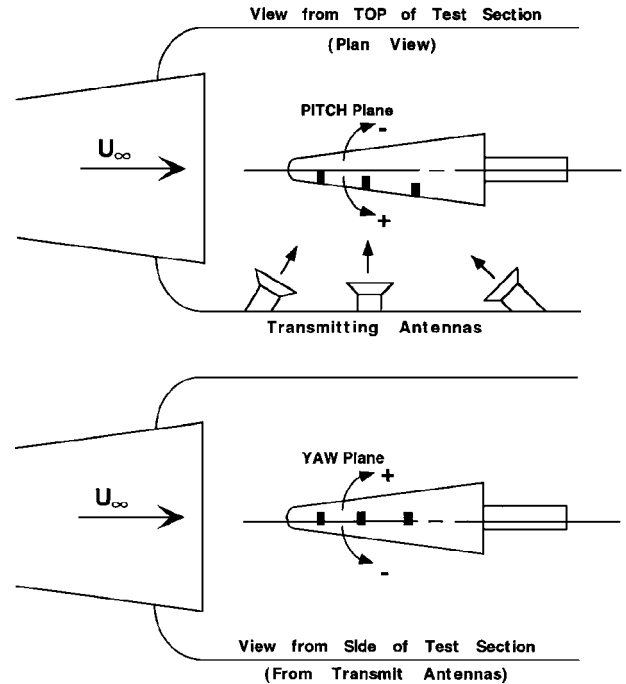 View from TOP of Test Section
(Plan View)
PITCH Plane
-
U∞
+
Transmitting Antennas
YAW Plane
+
U∞
-
View from Side of Test Section
(From Transmit Antennas)